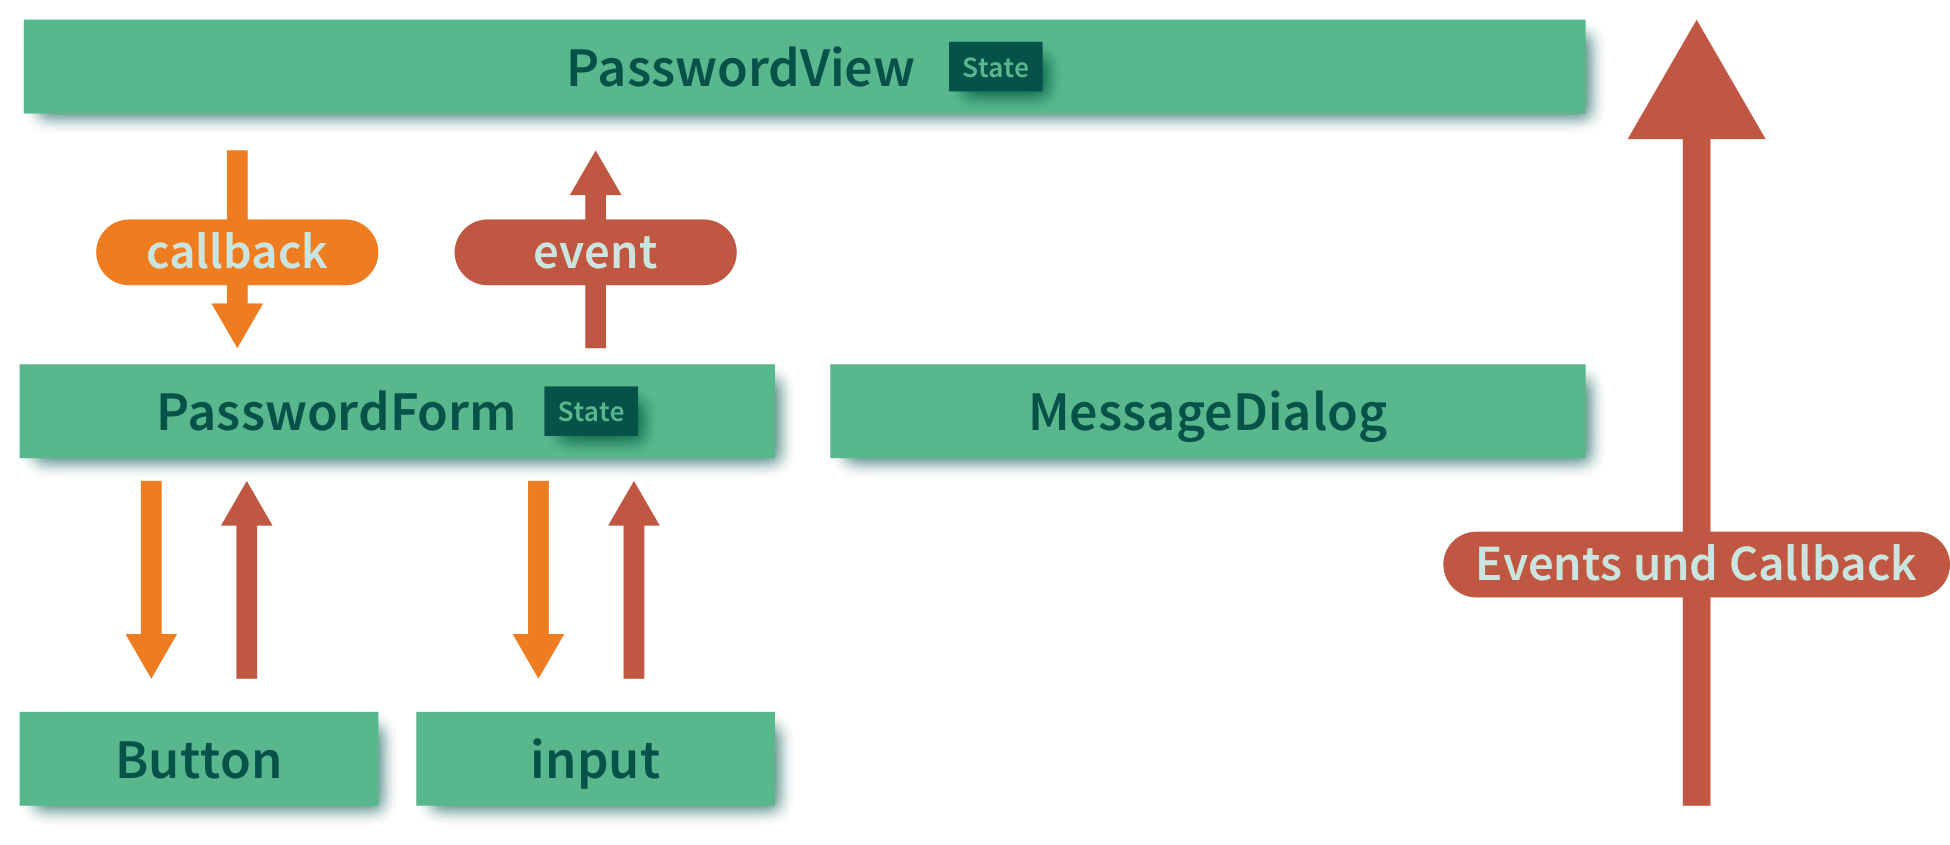 PasswordView State
callback
event
PasswordForm State
MessageDialog
Events und Callback
Button
input